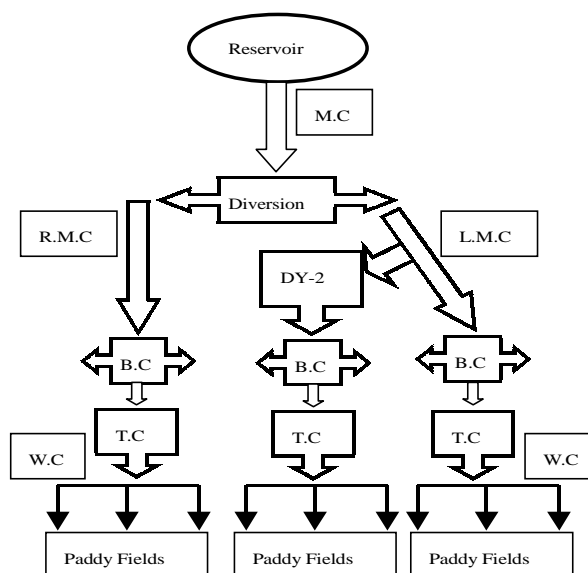 Reservoir
M.C
Diversion
R.M.C
L.M.C
DY-2
B.C
B.C
B.C
T.C
T.C
T.C
W.C
W.C
Paddy Fields
Paddy Fields
Paddy Fields